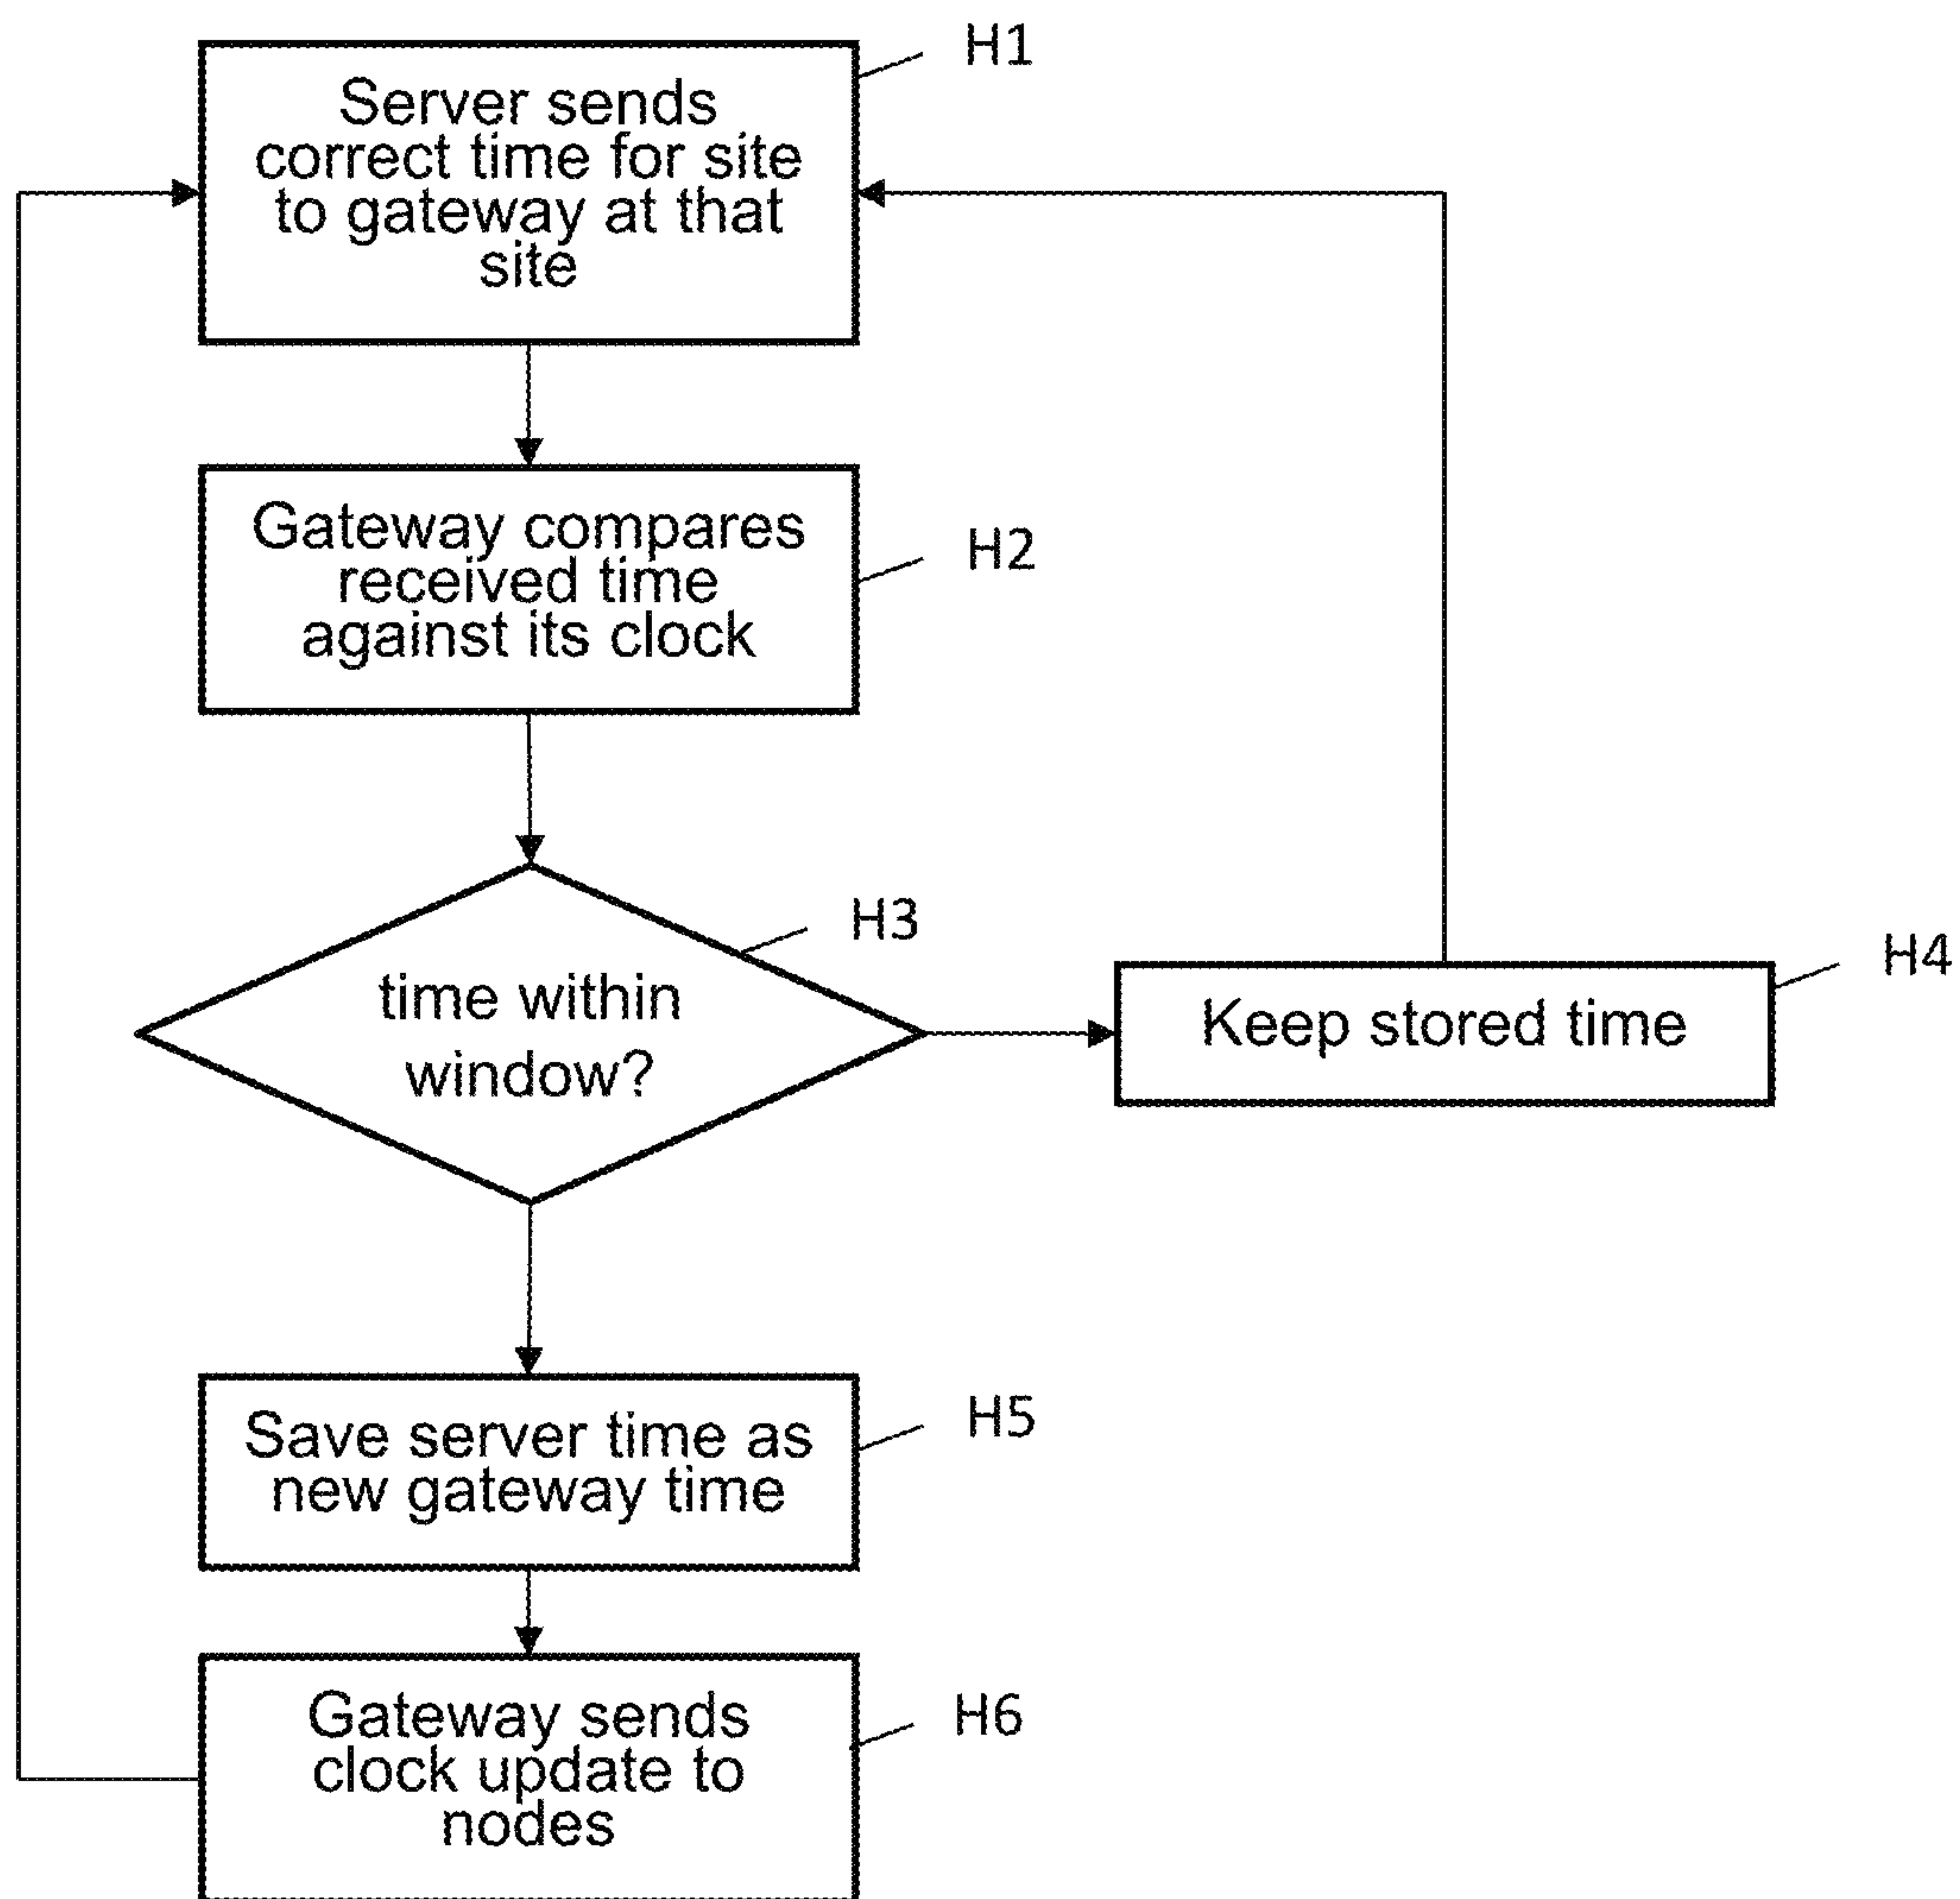 H1
Server sends
correct time for site
to gateway at that
site
H2
Gateway compares
received time
against its clock
H3
time within
window?
H4
Keep stored time
H5
Save server time as
new gateway time
H6
Gateway sends
clock update to
nodes